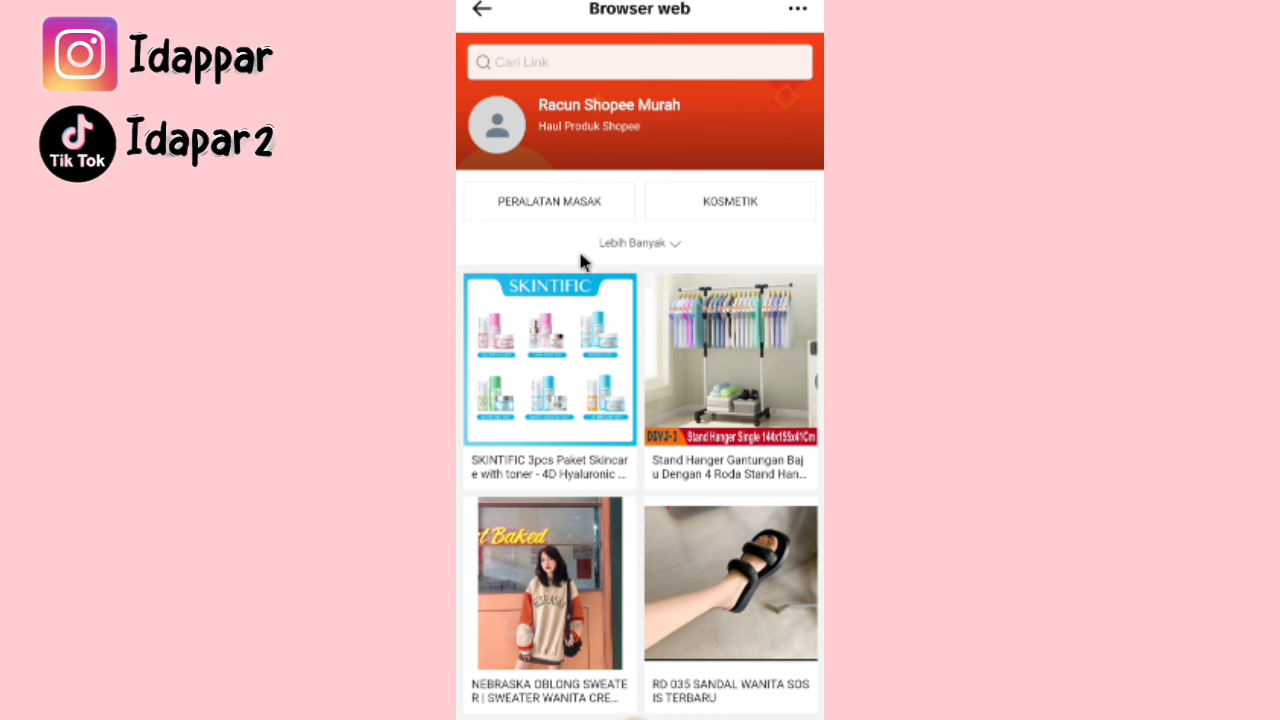 Idappar
Tik Tok
Idapar2
Browser web
Cari Link
Racun Shopee Murah
Haul Produk Shopee
PERALATAN MASAK
KOSMETIK
Lebih Banyak
SKINTIFIC
DSYJ-1 Stand Hanger Single 144x155x41Cm
SKINTIFIC 3pcs Paket Skincar
e with toner - 4D Hyaluronic ...
Stand Hanger Gantungan Baj
u Dengan 4 Roda Stand Han...
t Baked
NEBRASKA OBLONG SWEATE
R | SWEATER WANITA CRE...
RD 035 SANDAL WANITA SOS
IS TERBARU